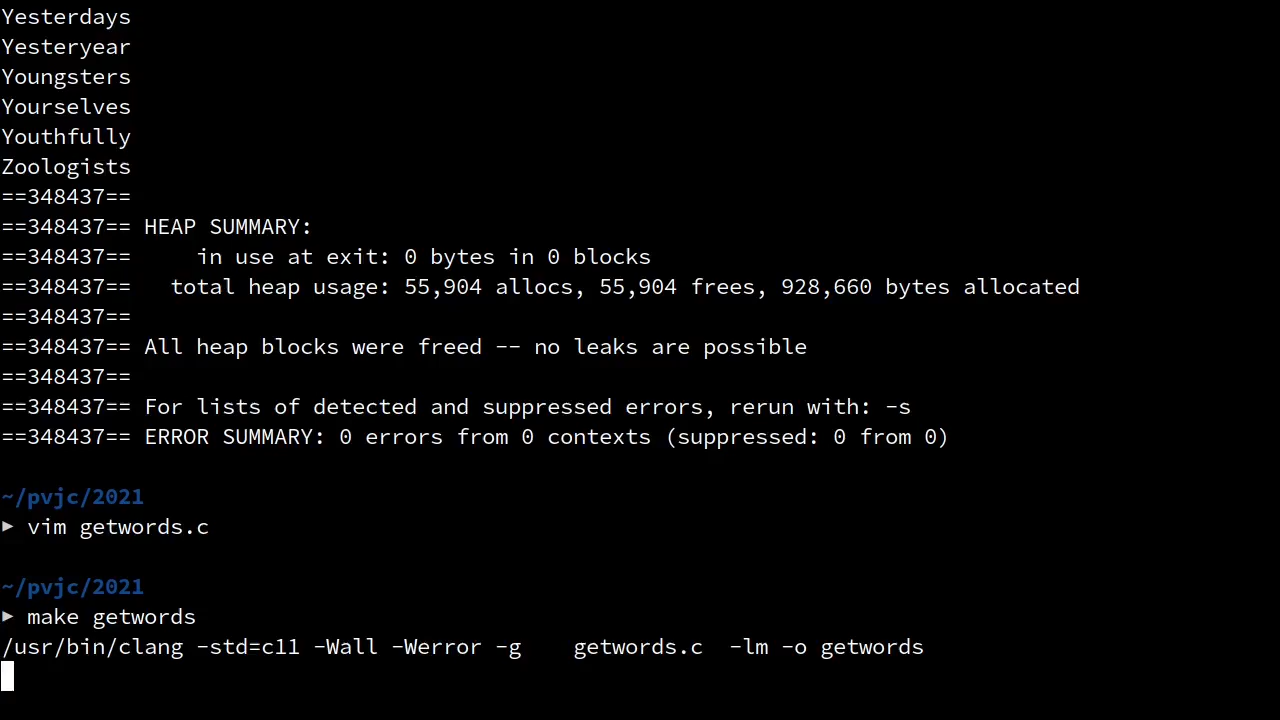 Yesterdays
Yesteryear
Youngsters
Yourselves
Youthfully
Zoologists
==348437==
==348437== HEAP SUMMARY:
==348437==     in use at exit: 0 bytes in 0 blocks
==348437==   total heap usage: 55,904 allocs, 55,904 frees, 928,660 bytes allocated
==348437==
==348437== All heap blocks were freed -- no leaks are possible
==348437==
==348437== For lists of detected and suppressed errors, rerun with: -s
==348437== ERROR SUMMARY: 0 errors from 0 contexts (suppressed: 0 from 0)
~/pvjc/2021
▶ vim getwords.c
~/pvjc/2021
▶ make getwords
/usr/bin/clang -std=c11 -Wall -Werror -g    getwords.c  -lm -o getwords